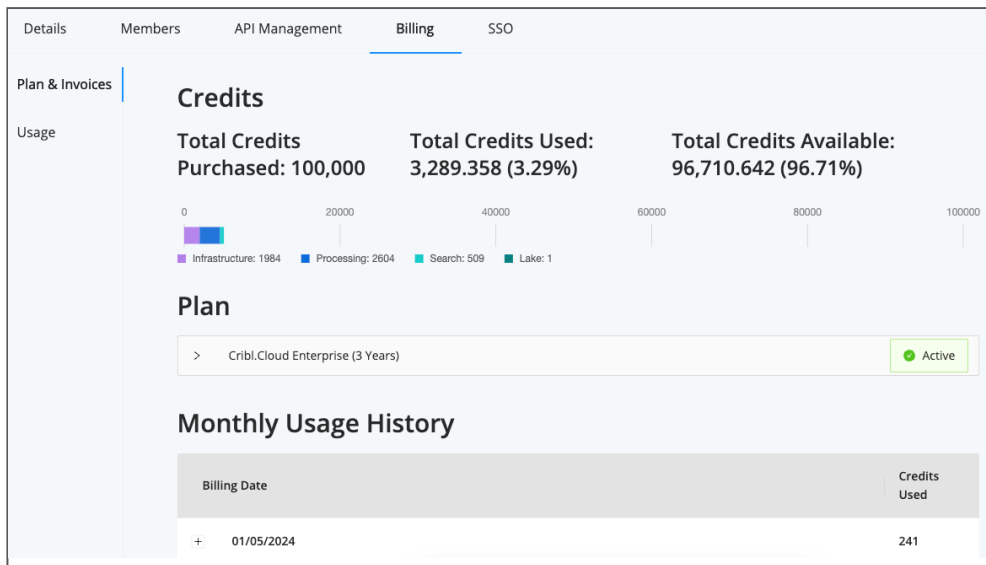 Details Members API Management Billing SSO
Plan & Invoices
Usage
Credits
Total Credits Purchased: 100,000
Total Credits Used: 3,289.358 (3.29%)
Total Credits Available: 96,710.642 (96.71%)
0 20000 40000 60000 80000 100000
Infrastructure: 1984 Processing: 2604 Search: 509 Lake: 1
Plan
Cribl.Cloud Enterprise (3 Years) Active
Monthly Usage History
Billing Date Credits Used
01/05/2024 241